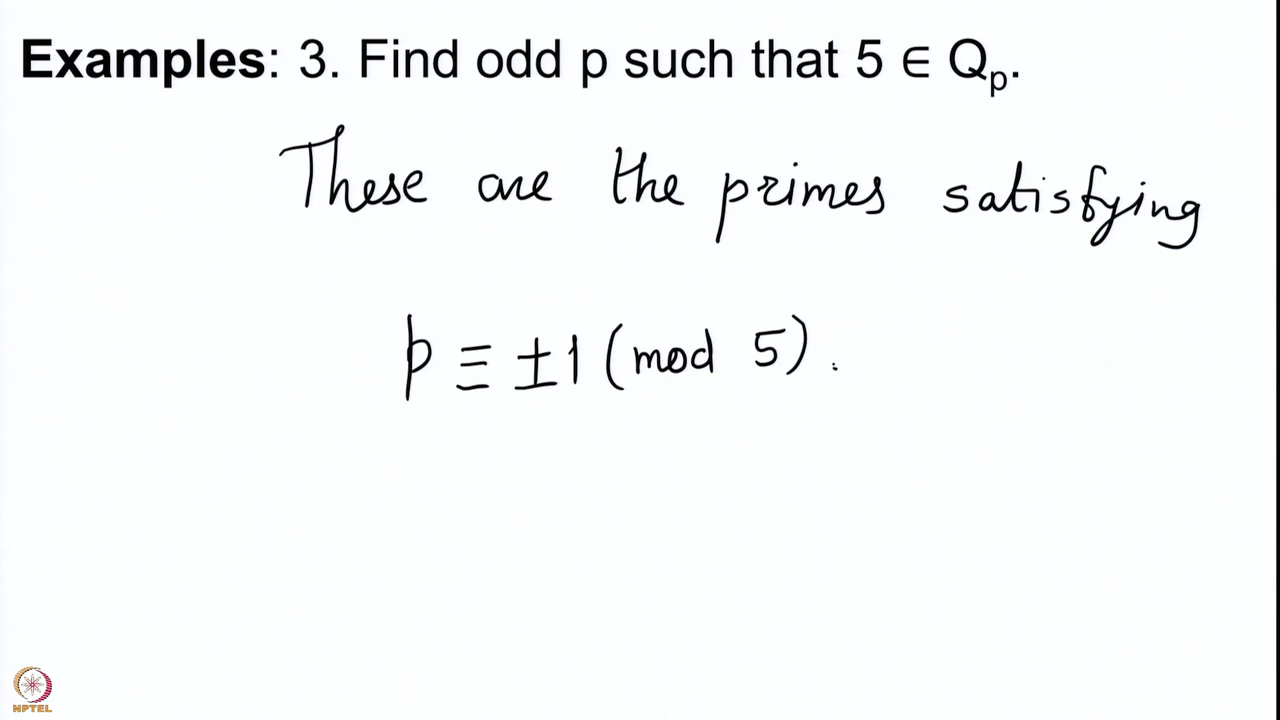 Examples: 3. Find odd p such that 5 ∈ Qₚ.
These are the primes satisfying
p ≡ ±1 (mod 5).
NPTEL